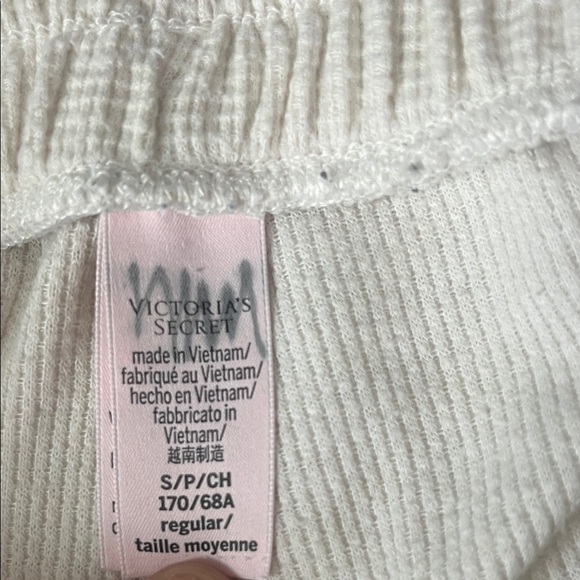 VICTORIA'S
SECRET
made in Vietnam/
fabriqué au Vietnam/
hecho en Vietnam/
fabbricato in
Vietnam/
越南制造
S/P/CH
170/68A
regular/
taille moyenne